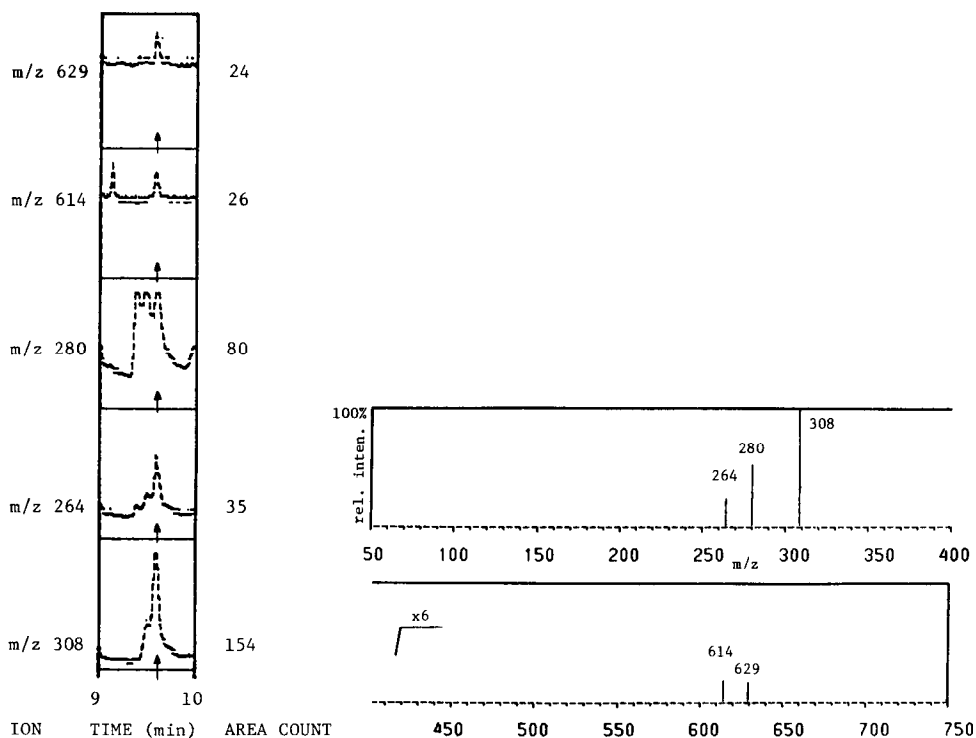 m/z 629 24
m/z 614 26
m/z 280 80
m/z 264 35
m/z 308 154
9 10
ION TIME (min) AREA COUNT
100%
rel. inten.
264
280
308
50 100 150 200 250 300 350 400
m/z
x6
614
629
450 500 550 600 650 700 750